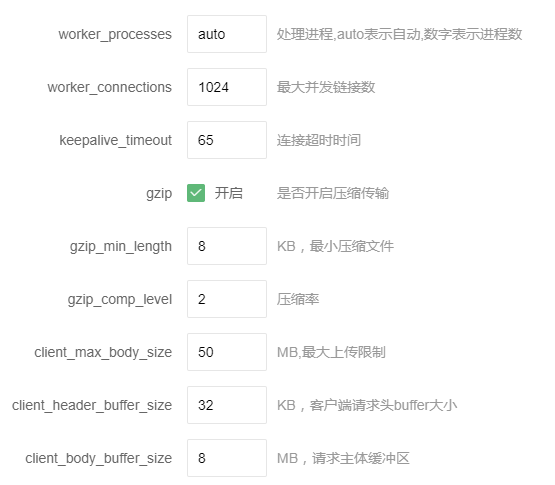 worker_processes auto 处理进程,auto表示自动,数字表示进程数
worker_connections 1024 最大并发链接数
keepalive_timeout 65 连接超时时间
gzip 开启 是否开启压缩传输
gzip_min_length 8 KB，最小压缩文件
gzip_comp_level 2 压缩率
client_max_body_size 50 MB,最大上传限制
client_header_buffer_size 32 KB，客户端请求头buffer大小
client_body_buffer_size 8 MB，请求主体缓冲区